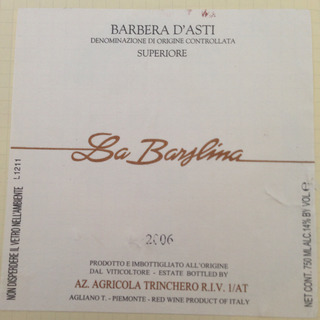 BARBERA D'ASTI
DENOMINAZIONE DI ORIGINE CONTROLLATA
SUPERIORE
La Barslina
2006
PRODOTTO E IMBOTTIGLIATO ALL'ORIGINE
DAL VITICOLTORE - ESTATE BOTTLED BY
AZ. AGRICOLA TRINCHERO R.I.V. 1/AT
AGLIANO T. - PIEMONTE - RED WINE PRODUCT OF ITALY
NON DISPERDERE IL VETRO NELL'AMBIENTE L1211
NET CONT. 750 ML ALC. 14% BY VOL. e